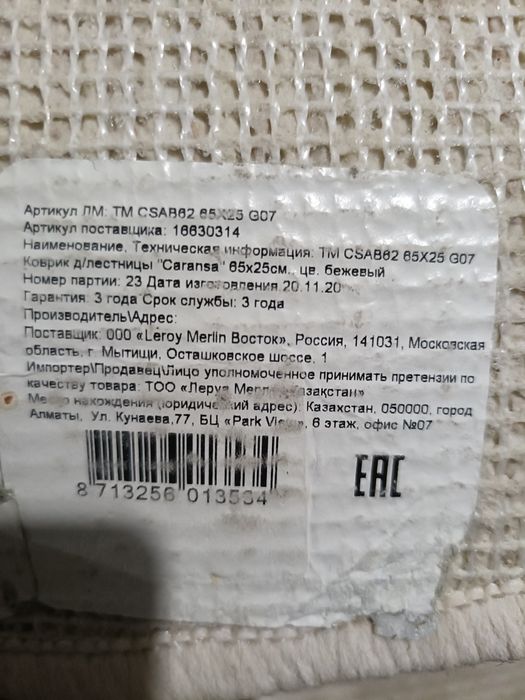 Артикул ЛМ: TM CSAB62 65X25 G07
Артикул поставщика: 16630314
Наименование, Техническая информация: TM CSAB62 65X25 G07
Коврик д/лестницы "Caransa" 65x25см., цв. бежевый
Номер партии: 23 Дата изготовления 20.11.20
Гарантия: 3 года Срок службы: 3 года
Производитель\Адрес:
Поставщик: ООО «Leroy Merlin Восток», Россия, 141031, Московская
область, г. Мытищи, Осташковское шоссе, 1
Импортер\Продавец\Лицо уполномоченное принимать претензии по
качеству товара: ТОО «Леруа Мерлен Казахстан»
Место нахождения (юридический адрес): Казахстан, 050000, город
Алматы, Ул. Кунаева,77, БЦ «Park View», 6 этаж, офис №07
8 713256 013534
EAC